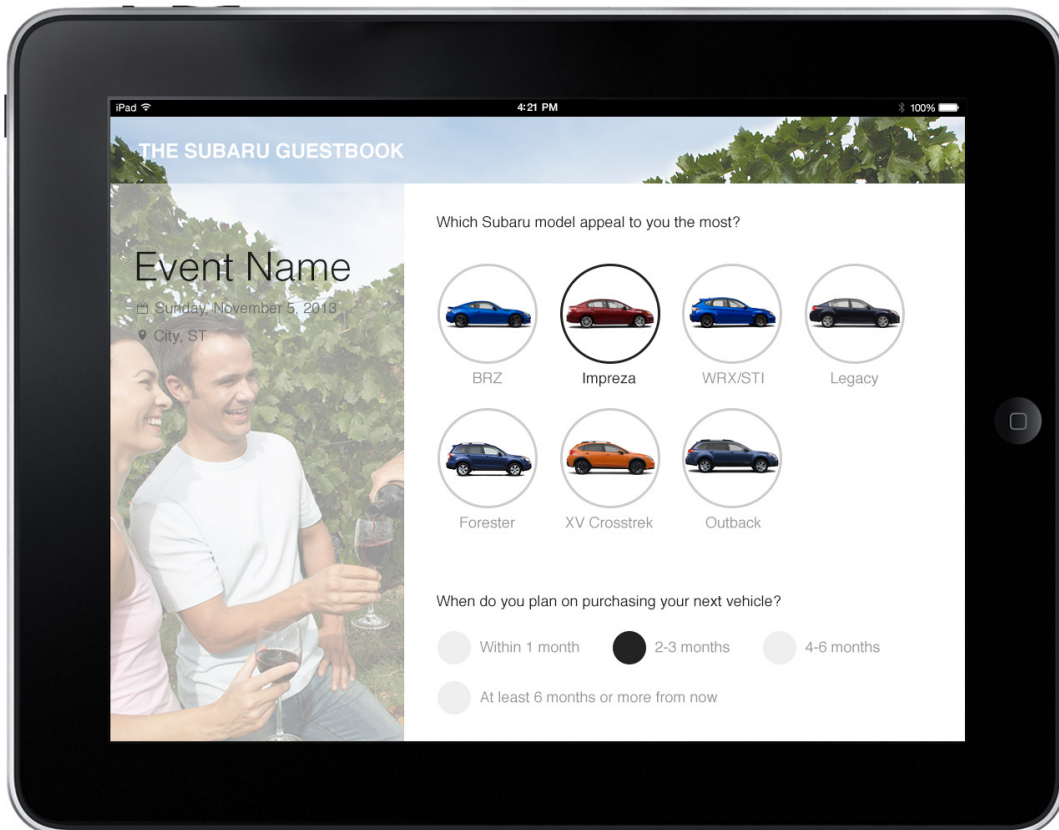 iPad
4:21 PM
100%
THE SUBARU GUESTBOOK
Event Name
Sunday, November 5, 2013
City, ST
Which Subaru model appeal to you the most?
BRZ
Impreza
WRX/STI
Legacy
Forester
XV Crosstrek
Outback
When do you plan on purchasing your next vehicle?
Within 1 month
2-3 months
4-6 months
At least 6 months or more from now